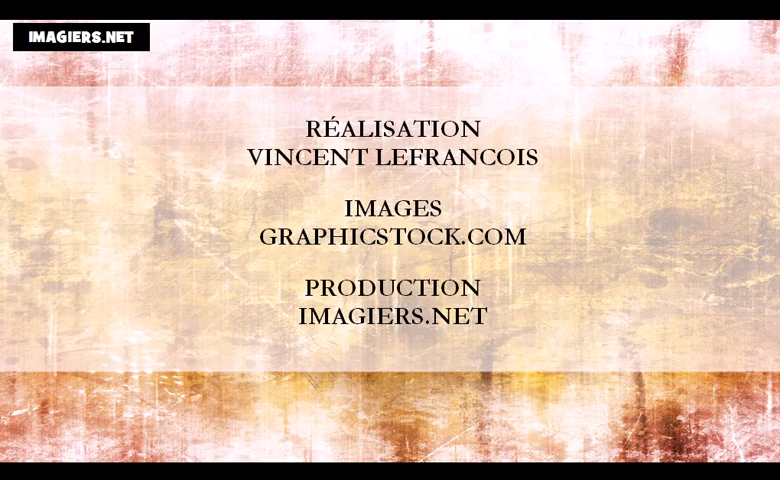 IMAGIERS.NET
RÉALISATION
VINCENT LEFRANCOIS
IMAGES
GRAPHICSTOCK.COM
PRODUCTION
IMAGIERS.NET